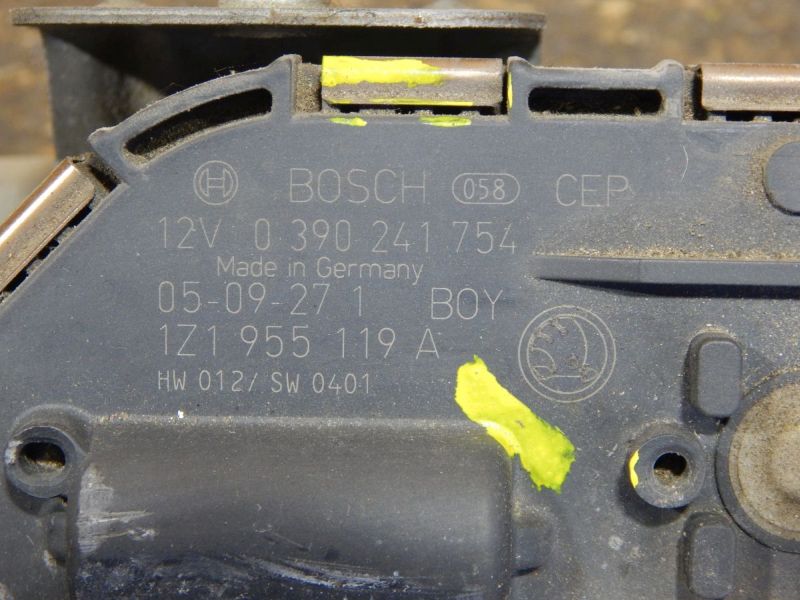 BOSCH 058 CEP
12V 0 390 241 754
Made in Germany
05-09-27 1 BOY
1Z1 955 119 A
HW 012/ SW 0401